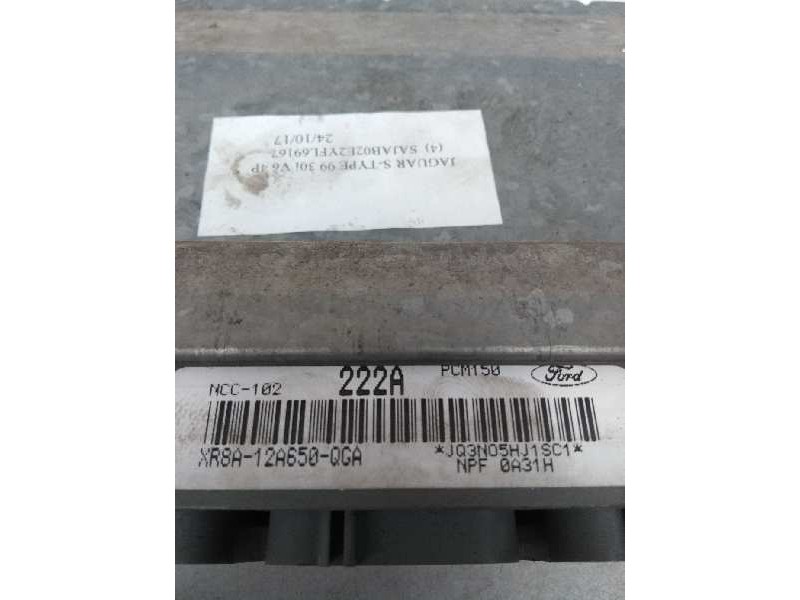 JAGUAR S-TYPE 99 30i V6 4P
(4) SAJAB02E2YFL69167
24/10/17
NCC-102 222A PCM150 Ford
XR8A-12A650-QGA *JQ3NO5HJ1SC1*
NPF 0A31H